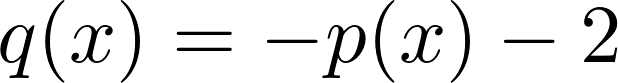 q(x) = −p(x) − 2